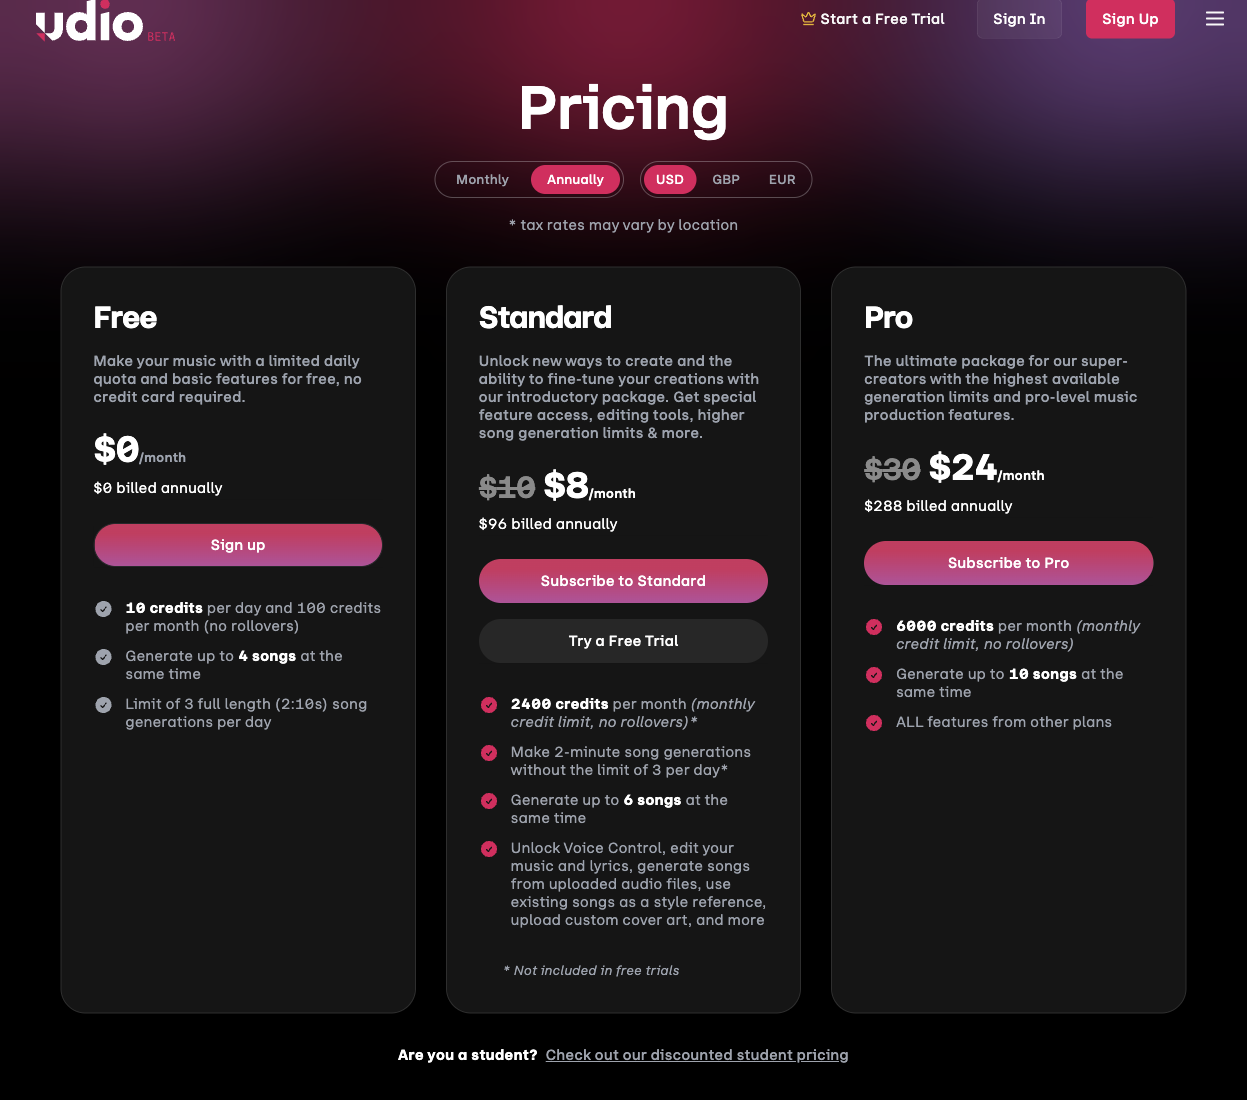 udio BETA
Start a Free Trial
Sign In
Sign Up
Pricing
Monthly
Annually
USD
GBP
EUR
* tax rates may vary by location
Free
Make your music with a limited daily
quota and basic features for free, no
credit card required.
$0/month
$0 billed annually
Sign up
10 credits per day and 100 credits
per month (no rollovers)
Generate up to 4 songs at the
same time
Limit of 3 full length (2:10s) song
generations per day
Standard
Unlock new ways to create and the
ability to fine-tune your creations with
our introductory package. Get special
feature access, editing tools, higher
song generation limits & more.
$10 $8/month
$96 billed annually
Subscribe to Standard
Try a Free Trial
2400 credits per month (monthly
credit limit, no rollovers)*
Make 2-minute song generations
without the limit of 3 per day*
Generate up to 6 songs at the
same time
Unlock Voice Control, edit your
music and lyrics, generate songs
from uploaded audio files, use
existing songs as a style reference,
upload custom cover art, and more
* Not included in free trials
Pro
The ultimate package for our super-
creators with the highest available
generation limits and pro-level music
production features.
$30 $24/month
$288 billed annually
Subscribe to Pro
6000 credits per month (monthly
credit limit, no rollovers)
Generate up to 10 songs at the
same time
ALL features from other plans
Are you a student? Check out our discounted student pricing